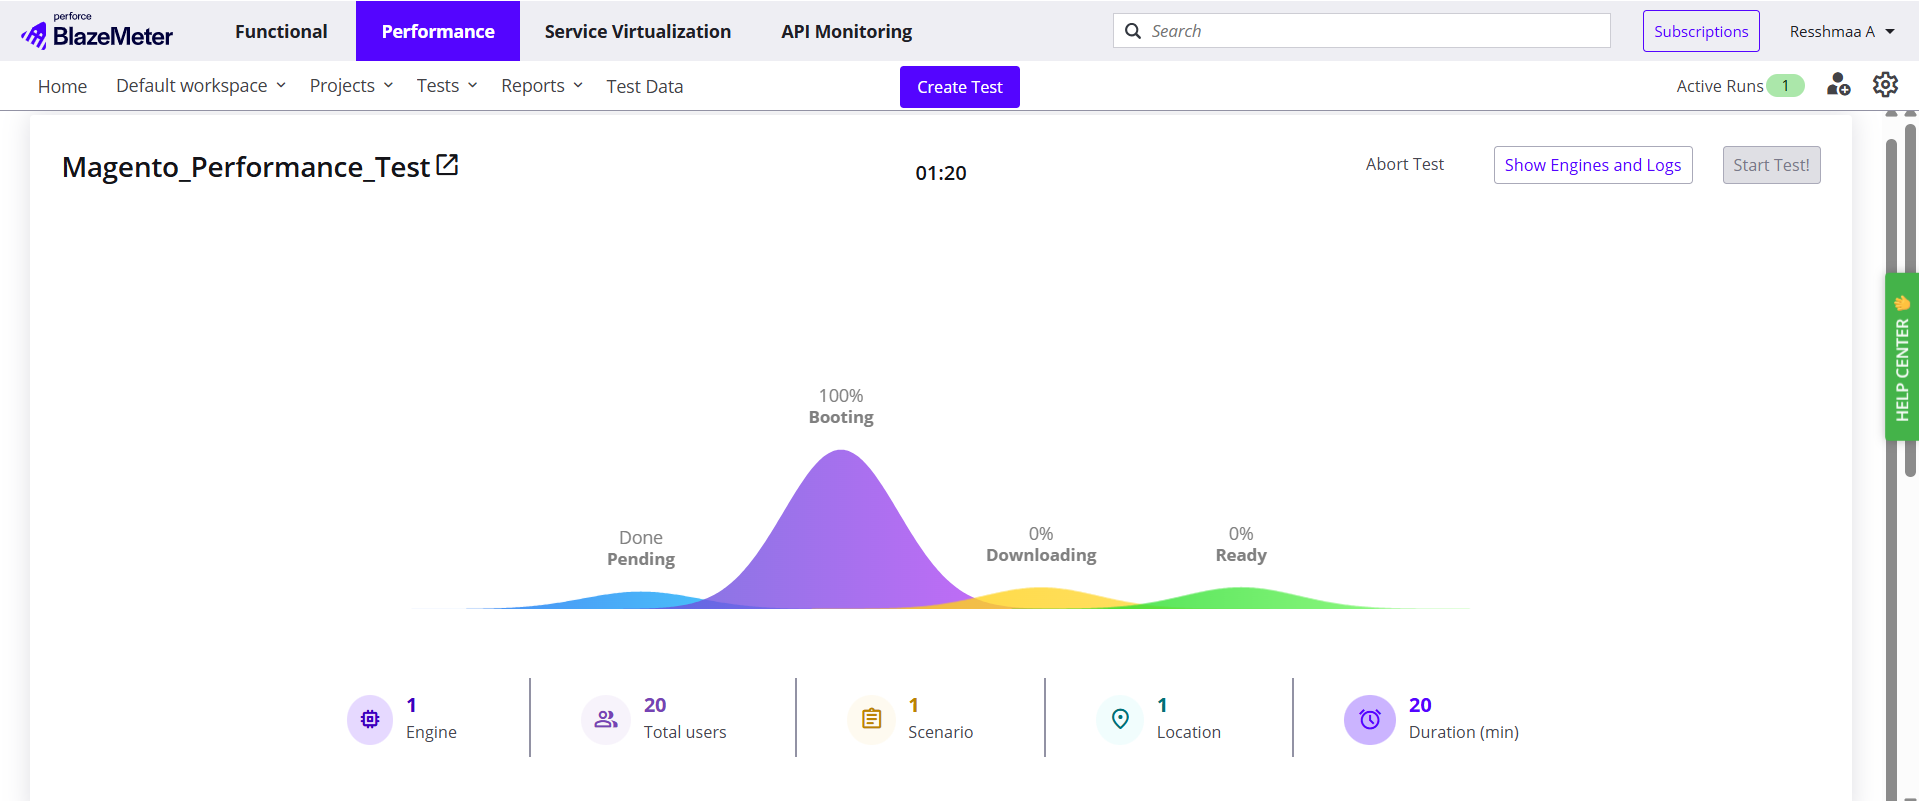 perforce
BlazeMeter
Functional
Performance
Service Virtualization
API Monitoring
Search
Subscriptions
Resshmaa A
Home
Default workspace
Projects
Tests
Reports
Test Data
Create Test
Active Runs 1
Magento_Performance_Test
01:20
Abort Test
Show Engines and Logs
Start Test!
HELP CENTER
100%
Booting
Done
Pending
0%
Downloading
0%
Ready
1
Engine
20
Total users
1
Scenario
1
Location
20
Duration (min)